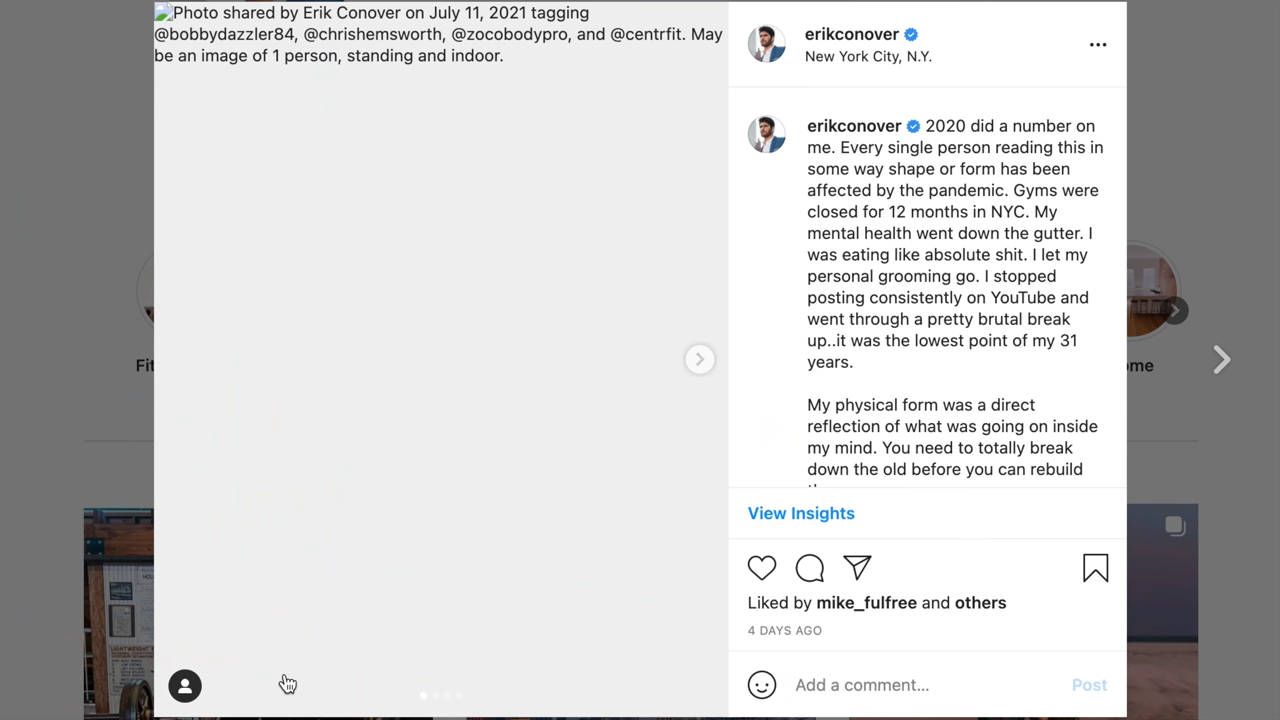 Photo shared by Erik Conover on July 11, 2021 tagging
@bobbydazzler84, @chrishemsworth, @zocobodypro, and @centrfit. May
be an image of 1 person, standing and indoor.
erikconover
New York City, N.Y.
erikconover 2020 did a number on
me. Every single person reading this in
some way shape or form has been
affected by the pandemic. Gyms were
closed for 12 months in NYC. My
mental health went down the gutter. I
was eating like absolute shit. I let my
personal grooming go. I stopped
posting consistently on YouTube and
went through a pretty brutal break
up..it was the lowest point of my 31
years.
My physical form was a direct
reflection of what was going on inside
my mind. You need to totally break
down the old before you can rebuild
Fit
ome
View Insights
Liked by mike_fulfree and others
4 DAYS AGO
Add a comment...
Post